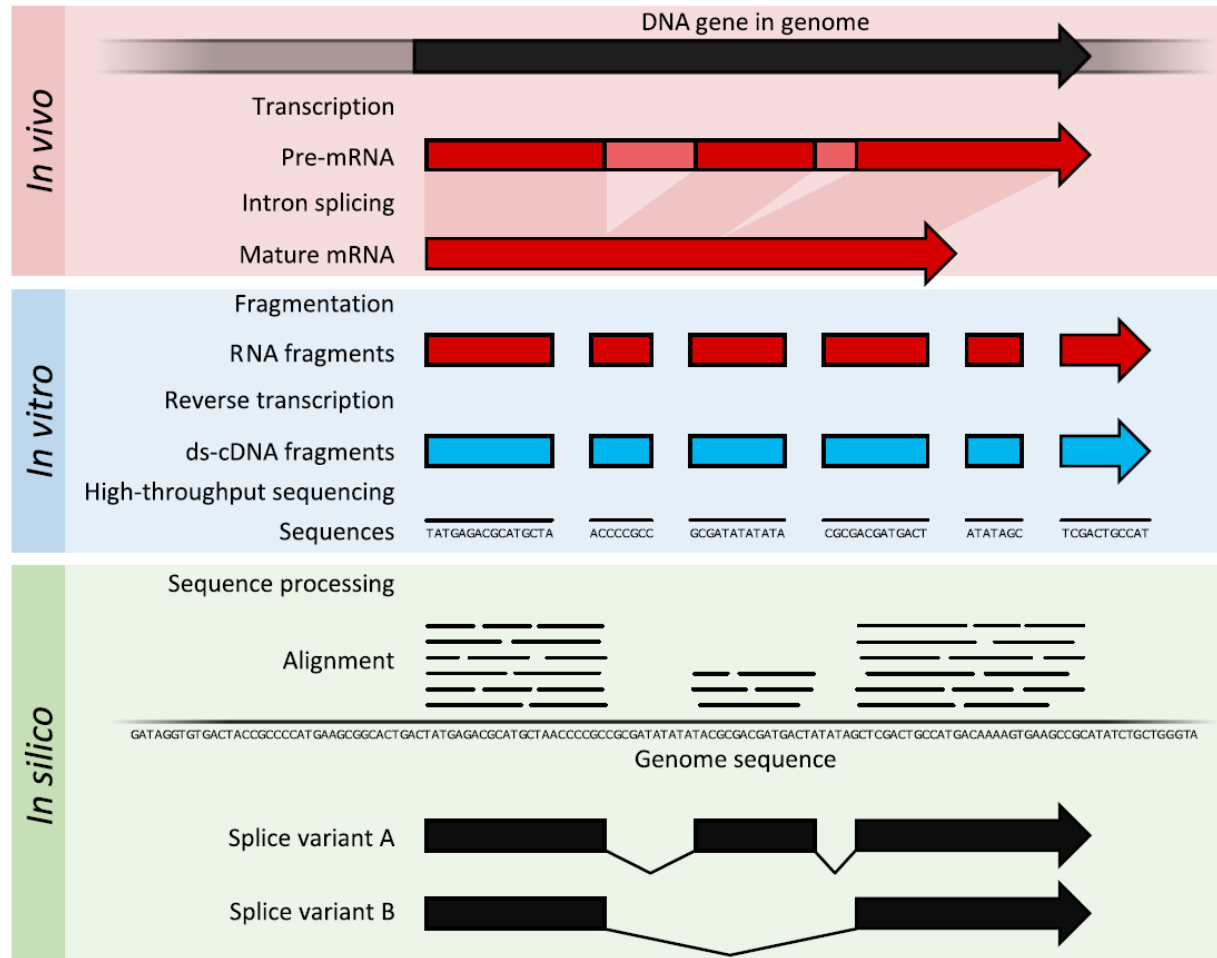 In vivo
DNA gene in genome
Transcription
Pre-mRNA
Intron splicing
Mature mRNA
In vitro
Fragmentation
RNA fragments
Reverse transcription
ds-cDNA fragments
High-throughput sequencing
Sequences
TATGAGACGCATGCTA ACCCCGCC GCGATATATATA CGCGACGATGACT ATATAGC TCGACTGCCAT
In silico
Sequence processing
Alignment
GATAGGTGTGACTACCGCCCCATGAAGCGGCACTGACTATGAGACGCATGCTAACCCCGCCGCGATATATATACGCGACGATGACTATATAGCTCGACTGCCATGACAAAAGTGAAGCCGCATATCTGCTGGGTA
Genome sequence
Splice variant A
Splice variant B